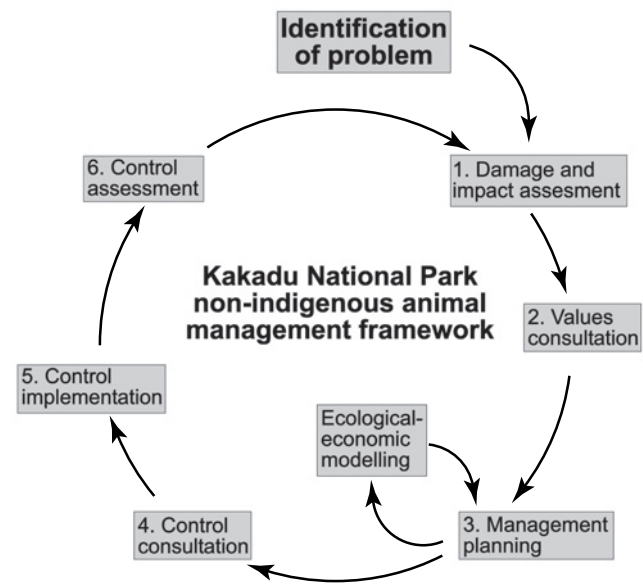 Identification
of problem
1. Damage and
impact assesment
2. Values
consultation
3. Management
planning
Ecological-
economic
modelling
4. Control
consultation
5. Control
implementation
6. Control
assessment
Kakadu National Park
non-indigenous animal
management framework